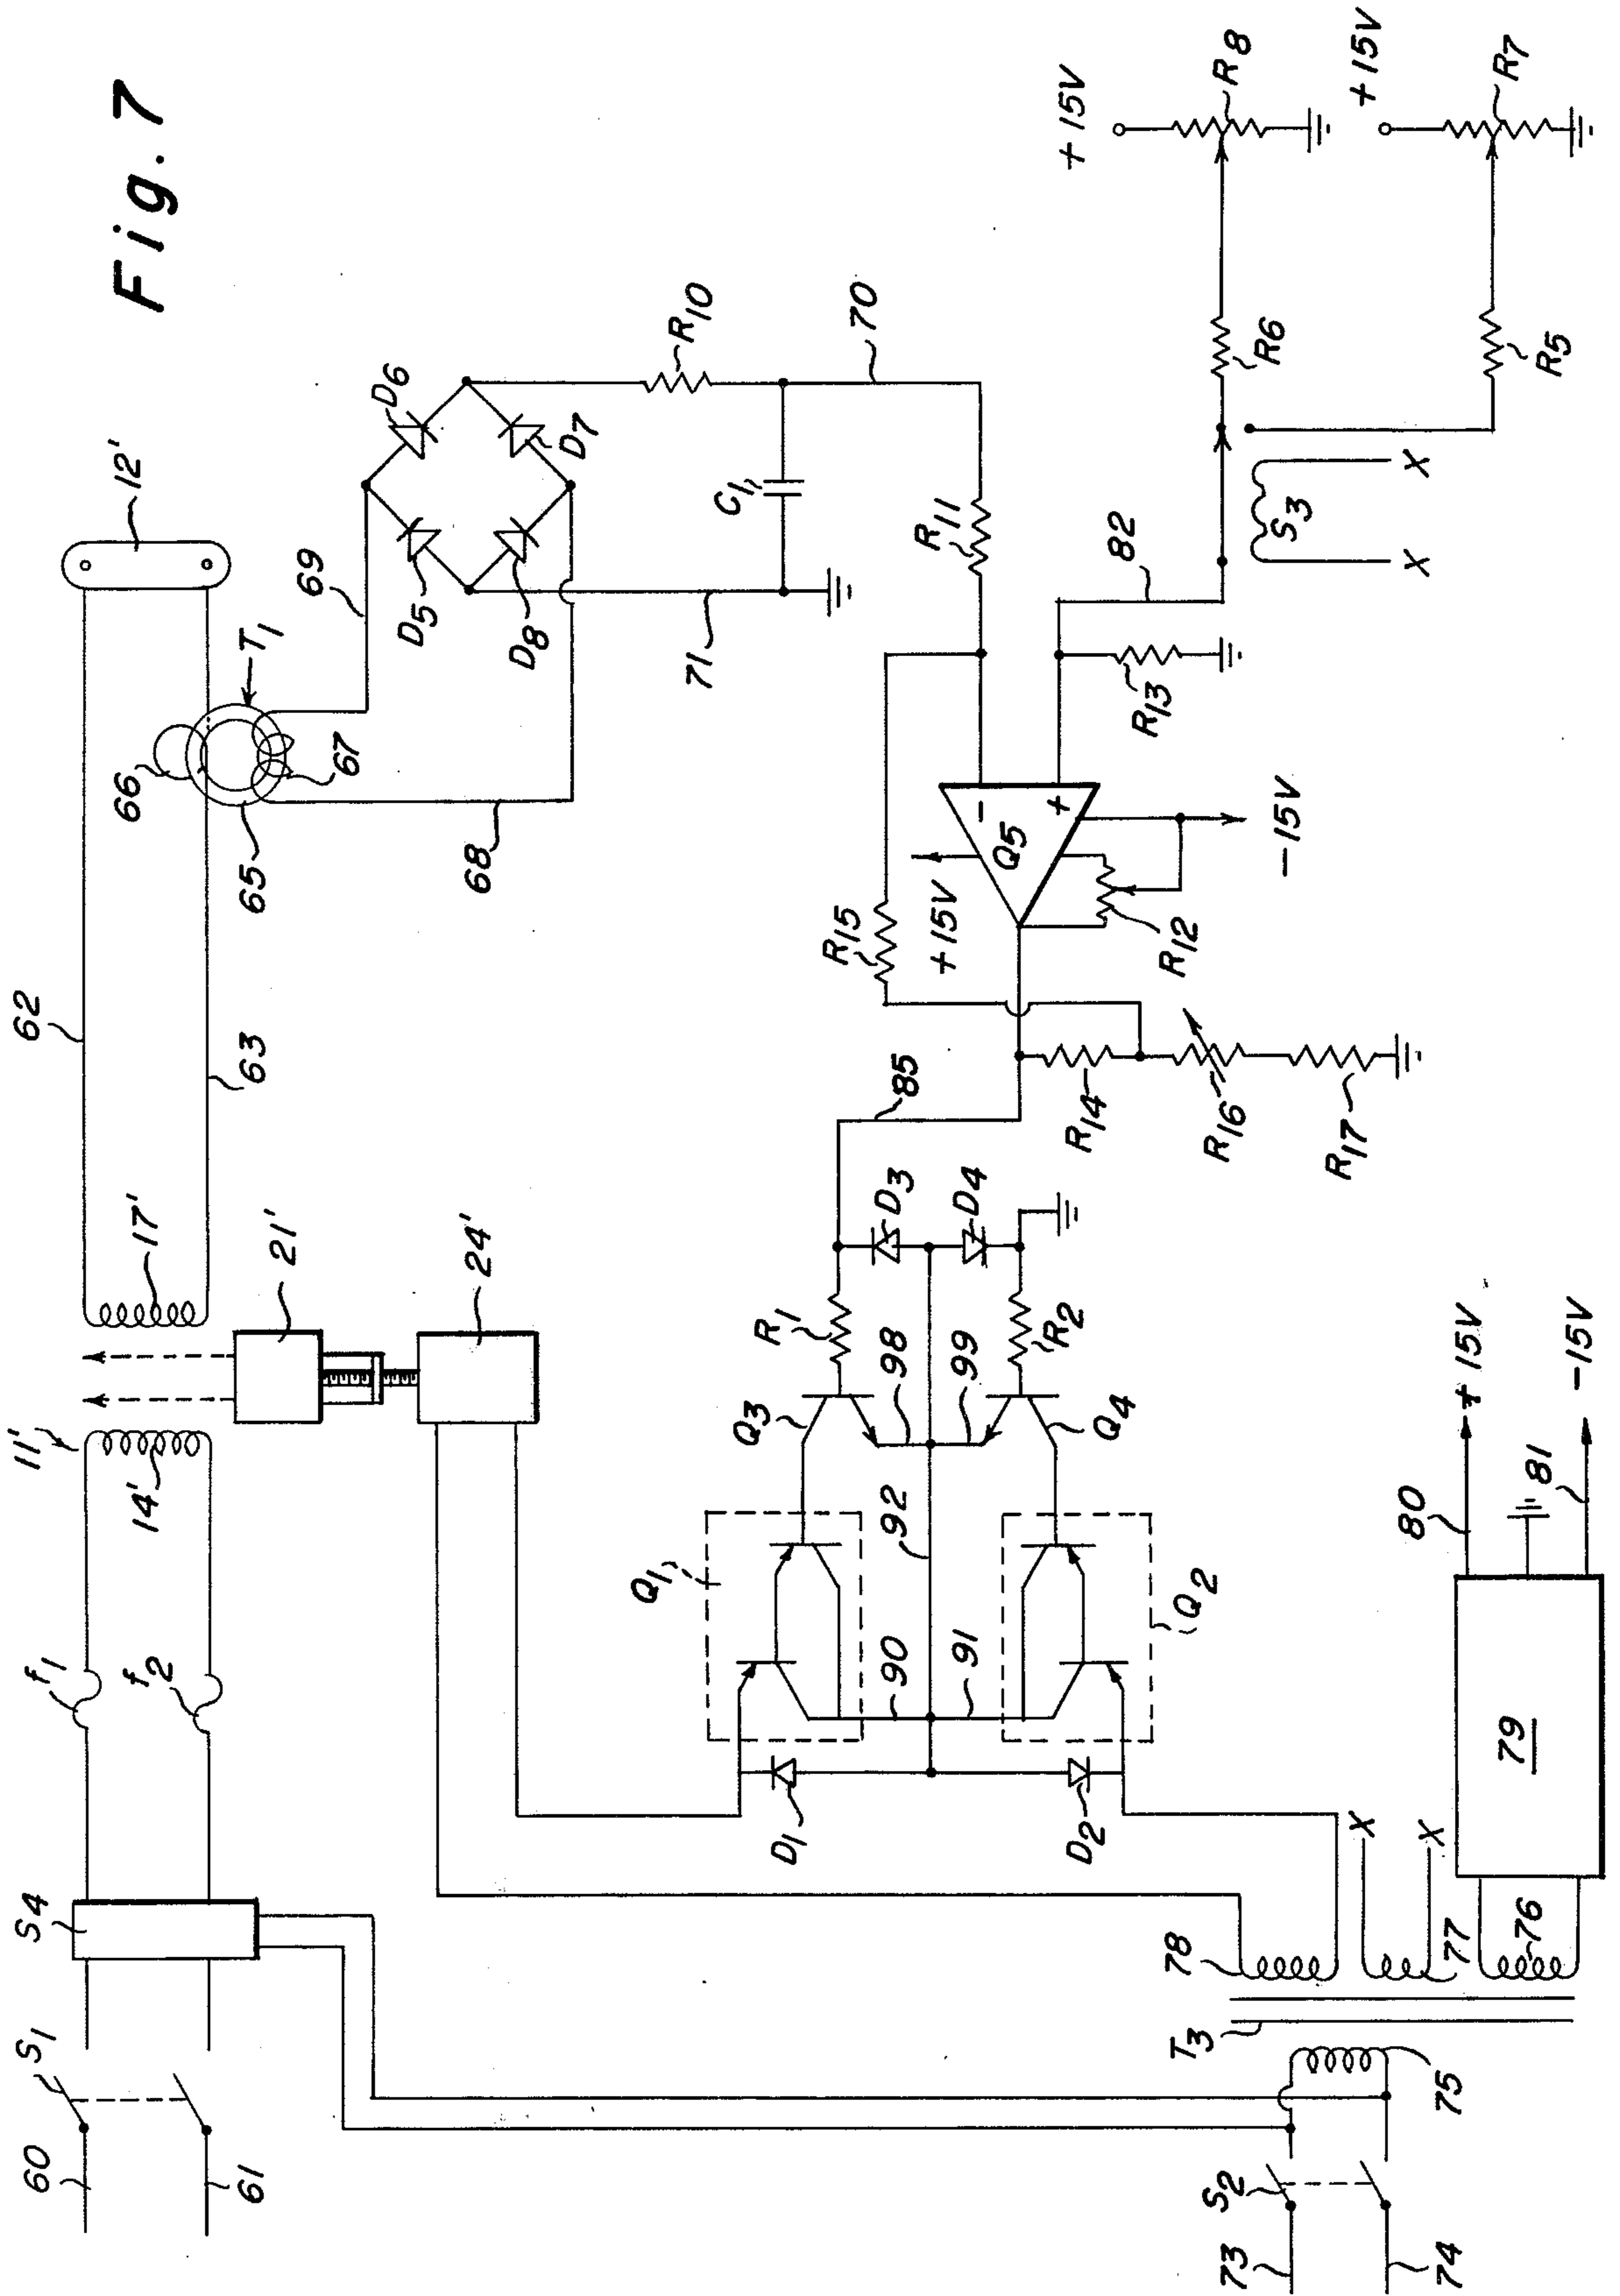 Fig. 7
60
61
S1
S4
f1
f2
11'
14'
17'
21'
24'
62
63
66
65
67
T1
12'
68
69
D6
D7
D5
D8
R10
C1
70
71
R11
82
+15V
R8
+15V
R7
R6
R5
S3
X
X
R13
-
+
Q5
+15V
-15V
R12
R15
R14
R16
R17
85
D3
D4
R1
R2
98
99
Q3
Q4
Q1
Q2
92
90
91
D1
D2
73
74
S2
75
T3
78
77
76
X
X
79
80
81
+15V
-15V